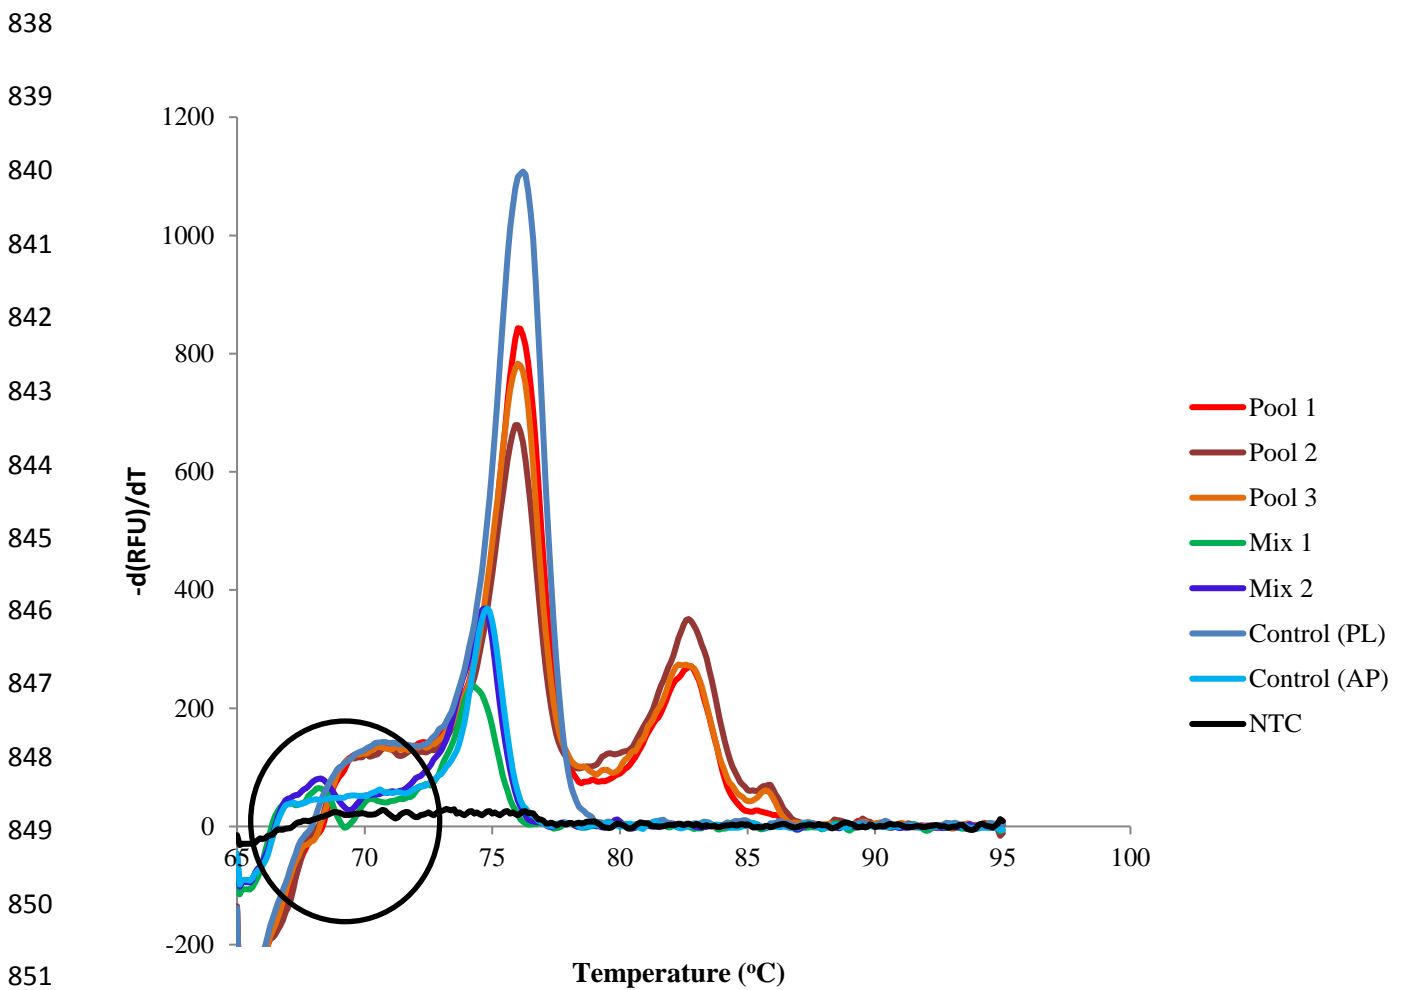 838
839
840
841
842
843
844
845
846
847
848
849
850
851
1200
1000
800
600
400
200
0
-200
-d(RFU)/dT
65 70 75 80 85 90 95 100
Temperature (ºC)
Pool 1
Pool 2
Pool 3
Mix 1
Mix 2
Control (PL)
Control (AP)
NTC